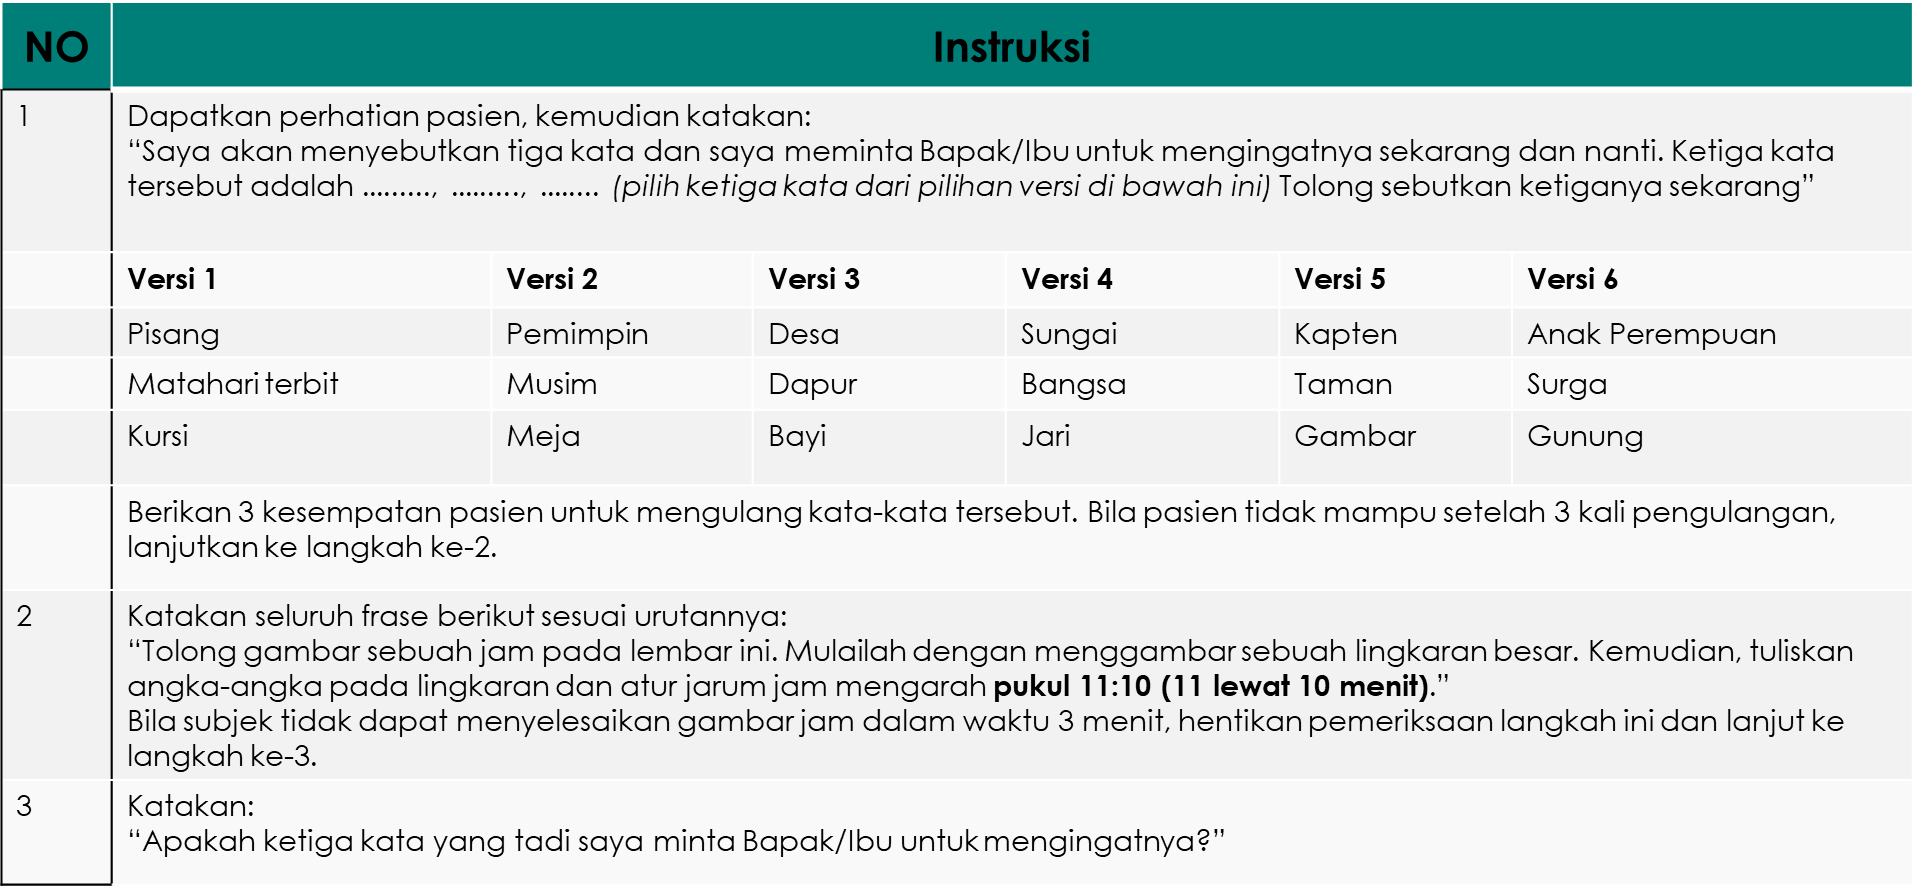 NO Instruksi
1 Dapatkan perhatian pasien, kemudian katakan:
“Saya akan menyebutkan tiga kata dan saya meminta Bapak/Ibu untuk mengingatnya sekarang dan nanti. Ketiga kata
tersebut adalah ........., ........., ........ (pilih ketiga kata dari pilihan versi di bawah ini) Tolong sebutkan ketiganya sekarang”
Versi 1 Versi 2 Versi 3 Versi 4 Versi 5 Versi 6
Pisang Pemimpin Desa Sungai Kapten Anak Perempuan
Matahari terbit Musim Dapur Bangsa Taman Surga
Kursi Meja Bayi Jari Gambar Gunung
Berikan 3 kesempatan pasien untuk mengulang kata-kata tersebut. Bila pasien tidak mampu setelah 3 kali pengulangan,
lanjutkan ke langkah ke-2.
2 Katakan seluruh frase berikut sesuai urutannya:
“Tolong gambar sebuah jam pada lembar ini. Mulailah dengan menggambar sebuah lingkaran besar. Kemudian, tuliskan
angka-angka pada lingkaran dan atur jarum jam mengarah pukul 11:10 (11 lewat 10 menit).”
Bila subjek tidak dapat menyelesaikan gambar jam dalam waktu 3 menit, hentikan pemeriksaan langkah ini dan lanjut ke
langkah ke-3.
3 Katakan:
“Apakah ketiga kata yang tadi saya minta Bapak/Ibu untuk mengingatnya?”